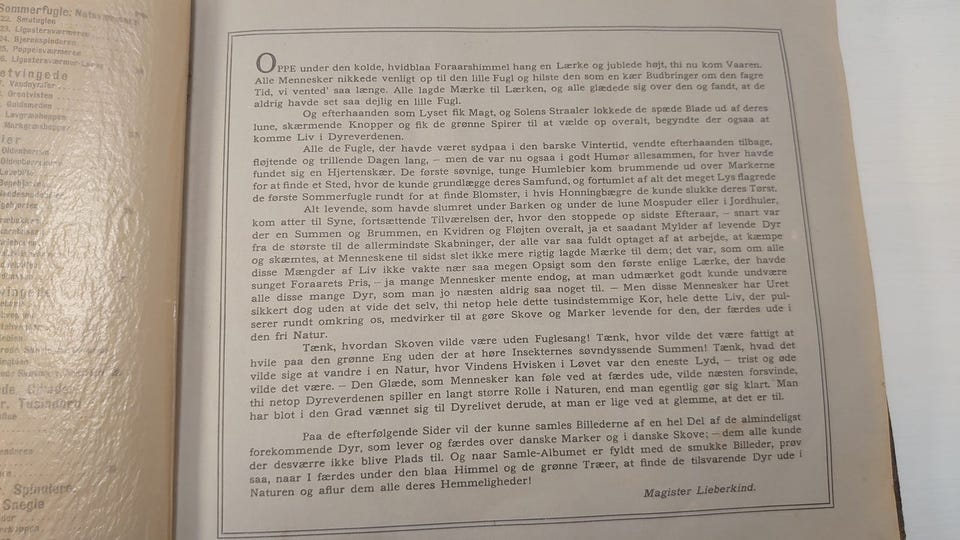 Sommerfugle:
22. Smutuglen
23. Ligustersværmeren
24. Bjørnespinderen
25. Poppelsværmeren
etvingede
Guldsmeden
Oldenborren
Tusindben
Spindlere
Snegle
OPPE under den kolde, hvidblaa Foraarshimmel hang en Lærke og jublede højt, thi nu kom Vaaren.
Alle Mennesker nikkede venligt op til den lille Fugl og hilste den som en kær Budbringer om den fagre
Tid, vi vented' saa længe. Alle lagde Mærke til Lærken, og alle glædede sig over den og fandt, at de
aldrig havde set saa dejlig en lille Fugl.
Og efterhaanden som Lyset fik Magt, og Solens Straaler lokkede de spæde Blade ud af deres
lune, skærmende Knopper og fik de grønne Spirer til at vælde op overalt, begyndte der ogsaa at
komme Liv i Dyreverdenen.
Alle de Fugle, der havde været sydpaa i den barske Vintertid, vendte efterhaanden tilbage,
fløjtende og trillende Dagen lang, – men de var nu ogsaa i godt Humør allesammen, for hver havde
fundet sig en Hjertenskær. De første søvnige, tunge Humlebier kom brummende ud over Markerne
for at finde et Sted, hvor de kunde grundlægge deres Samfund, og fortumlet af alt det meget Lys flagrede
de første Sommerfugle rundt for at finde Blomster, i hvis Honningbægre de kunde slukke deres Tørst.
Alt levende, som havde slumret under Barken og under de lune Mospuder eller i Jordhuler,
kom atter til Syne, fortsættende Tilværelsen der, hvor den stoppede op sidste Efteraar, – snart var
der en Summen og Brummen, en Kvidren og Fløjten overalt, ja et saadant Mylder af levende Dyr
fra de største til de allermindste Skabninger, der alle var saa fuldt optaget af at arbejde, at kæmpe
og skæmtes, at Menneskene til sidst slet ikke mere rigtig lagde Mærke til dem; det var, som om alle
disse Mængder af Liv ikke vakte nær saa megen Opsigt som den første enlige Lærke, der havde
sunget Foraarets Pris, – ja mange Mennesker mente endog, at man udmærket godt kunde undvære
alle disse mange Dyr, som man jo næsten aldrig saa noget til. – Men disse Mennesker har Uret
sikkert dog uden at vide det selv, thi netop hele dette tusindstemmige Kor, hele dette Liv, der pul-
serer rundt omkring os, medvirker til at gøre Skove og Marker levende for den, der færdes ude i
den fri Natur.
Tænk, hvordan Skoven vilde være uden Fuglesang! Tænk, hvor vilde det være fattigt at
hvile paa den grønne Eng uden der at høre Insekternes søvndyssende Summen! Tænk, hvad det
vilde sige at vandre i en Natur, hvor Vindens Hvisken i Løvet var den eneste Lyd, – trist og øde
vilde det være. – Den Glæde, som Mennesker kan føle ved at færdes ude, vilde næsten forsvinde,
thi netop Dyreverdenen spiller en langt større Rolle i Naturen, end man egentlig gør sig klart. Man
har blot i den Grad vænnet sig til Dyrelivet derude, at man er lige ved at glemme, at det er til.
Paa de efterfølgende Sider vil der kunne samles Billederne af en hel Del af de almindeligst
forekommende Dyr, som lever og færdes over danske Marker og i danske Skove; – dem alle kunde
der desværre ikke blive Plads til. Og naar Samle-Albumet er fyldt med de smukke Billeder, prøv
saa, naar I færdes under den blaa Himmel og de grønne Træer, at finde de tilsvarende Dyr ude i
Naturen og aflur dem alle deres Hemmeligheder!
Magister Lieberkind.